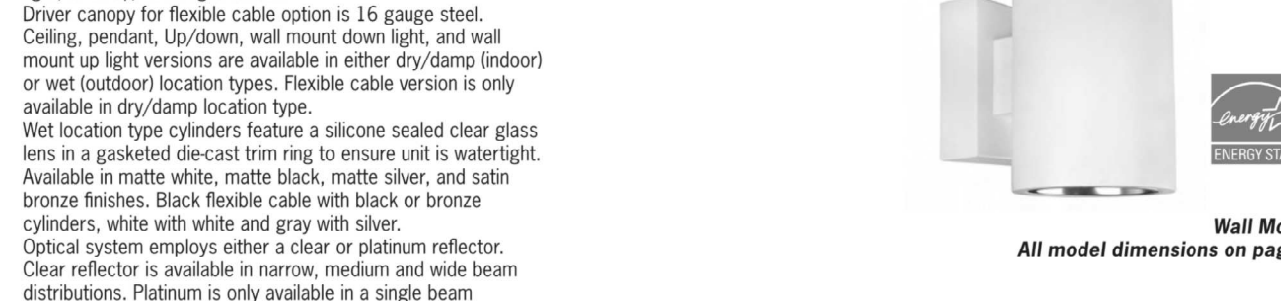 Driver canopy for flexible cable option is 16 gauge steel.
Ceiling, pendant, Up/down, wall mount down light, and wall
mount up light versions are available in either dry/damp (indoor)
or wet (outdoor) location types. Flexible cable version is only
available in dry/damp location type.
Wet location type cylinders feature a silicone sealed clear glass
lens in a gasketed die-cast trim ring to ensure unit is watertight.
Available in matte white, matte black, matte silver, and satin
bronze finishes. Black flexible cable with black or bronze
cylinders, white with white and gray with silver.
Optical system employs either a clear or platinum reflector.
Clear reflector is available in narrow, medium and wide beam
distributions. Platinum is only available in a single beam
energy
ENERGY STA
Wall Mo
All model dimensions on pag